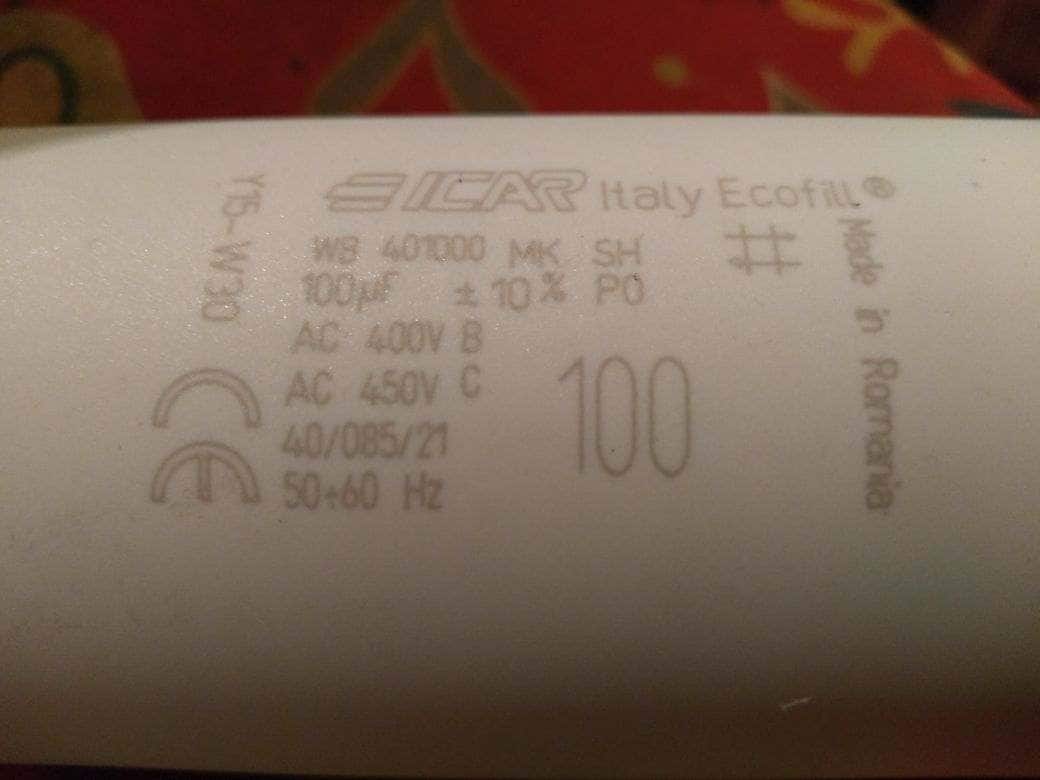 ICAR Italy Ecofill®
WB 401000 MK SH
100µF ± 10% P0
AC 400V B
AC 450V C
40/085/21
50÷60 Hz
100
#
Y15-W30
CE
Made in Romania